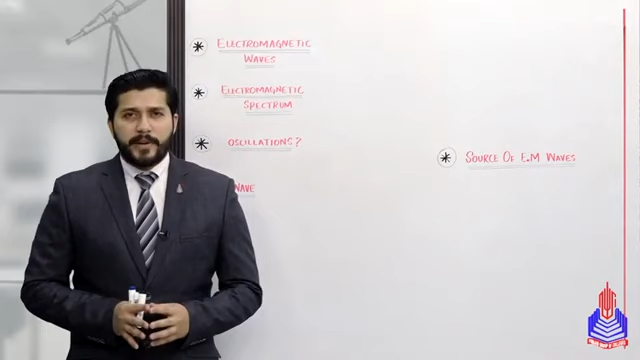 ELECTROMAGNETIC
WAVES
ELECTROMAGNETIC
SPECTRUM
OSCILLATIONS?
WAVE
SOURCE OF E.M WAVES